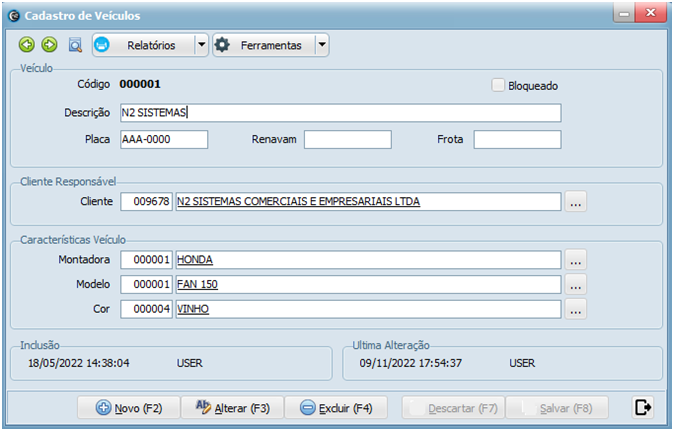 Cadastro de Veículos
Relatórios Ferramentas
Veículo
Código 000001 Bloqueado
Descrição N2 SISTEMAS
Placa AAA-0000 Renavam Frota
Cliente Responsável
Cliente 009678 N2 SISTEMAS COMERCIAIS E EMPRESARIAIS LTDA ...
Características Veículo
Montadora 000001 HONDA ...
Modelo 000001 FAN 150 ...
Cor 000004 VINHO ...
Inclusão Ultima Alteração
18/05/2022 14:38:04 USER 09/11/2022 17:54:37 USER
Novo (F2) Alterar (F3) Excluir (F4) Descartar (F7) Salvar (F8)